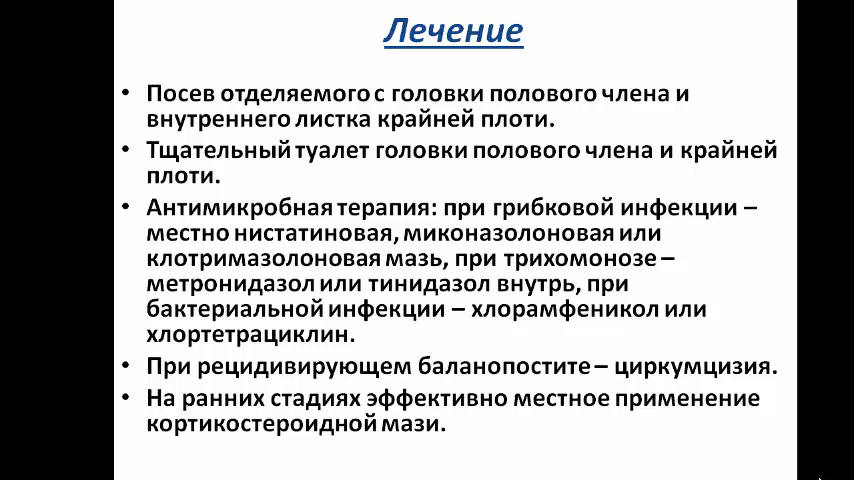 Лечение
• Посев отделяемого с головки полового члена и
внутреннего листка крайней плоти.
• Тщательный туалет головки полового члена и крайней
плоти.
• Антимикробная терапия: при грибковой инфекции –
местно нистатиновая, миконазолоновая или
клотримазолоновая мазь, при трихомонозе –
метронидазол или тинидазол внутрь, при
бактериальной инфекции – хлорамфеникол или
хлортетрациклин.
• При рецидивирующем баланопостите – циркумцизия.
• На ранних стадиях эффективно местное применение
кортикостероидной мази.